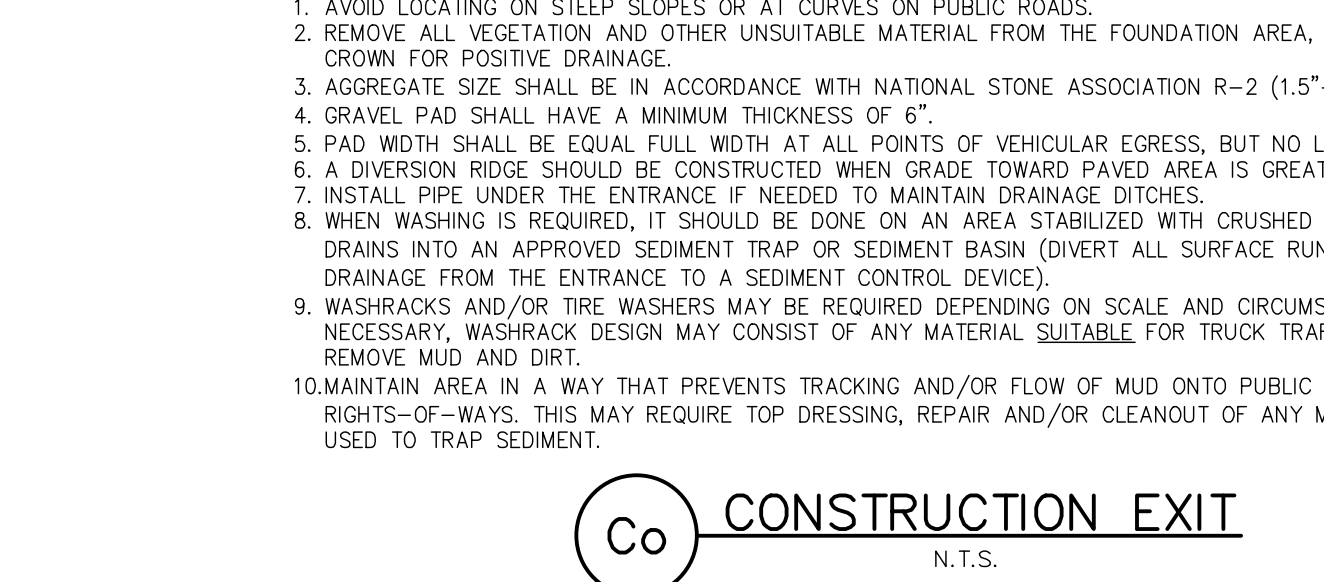 1. AVOID LOCATING ON STEEP SLOPES OR AT CURVES ON PUBLIC ROADS.
2. REMOVE ALL VEGETATION AND OTHER UNSUITABLE MATERIAL FROM THE FOUNDATION AREA,
CROWN FOR POSITIVE DRAINAGE.
3. AGGREGATE SIZE SHALL BE IN ACCORDANCE WITH NATIONAL STONE ASSOCIATION R-2 (1.5"-
4. GRAVEL PAD SHALL HAVE A MINIMUM THICKNESS OF 6".
5. PAD WIDTH SHALL BE EQUAL FULL WIDTH AT ALL POINTS OF VEHICULAR EGRESS, BUT NO
6. A DIVERSION RIDGE SHOULD BE CONSTRUCTED WHEN GRADE TOWARD PAVED AREA IS
7. INSTALL PIPE UNDER THE ENTRANCE IF NEEDED TO MAINTAIN DRAINAGE DITCHES.
8. WHEN WASHING IS REQUIRED, IT SHOULD BE DONE ON AN AREA STABILIZED WITH CRUSHED
DRAINS INTO AN APPROVED SEDIMENT TRAP OR SEDIMENT BASIN (DIVERT ALL SURFACE
DRAINAGE FROM THE ENTRANCE TO A SEDIMENT CONTROL DEVICE).
9. WASHRACKS AND/OR TIRE WASHERS MAY BE REQUIRED DEPENDING ON SCALE AND
NECESSARY, WASHRACK DESIGN MAY CONSIST OF ANY MATERIAL SUITABLE FOR TRUCK
REMOVE MUD AND DIRT.
10.MAINTAIN AREA IN A WAY THAT PREVENTS TRACKING AND/OR FLOW OF MUD ONTO PUBLIC
RIGHTS-OF-WAYS. THIS MAY REQUIRE TOP DRESSING, REPAIR AND/OR CLEANOUT OF ANY
USED TO TRAP SEDIMENT.
Co CONSTRUCTION EXIT
N.T.S.